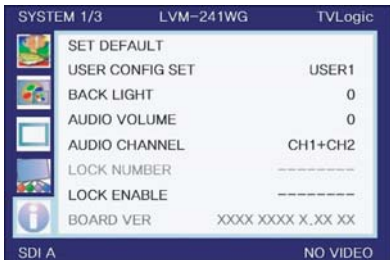 SYSTEM 1/3 LVM-241WG TVLogic
SET DEFAULT
USER CONFIG SET USER1
BACK LIGHT 0
AUDIO VOLUME 0
AUDIO CHANNEL CH1+CH2
LOCK NUMBER --------
LOCK ENABLE --------
BOARD VER XXXX XXXX X,XX XX
SDI A NO VIDEO